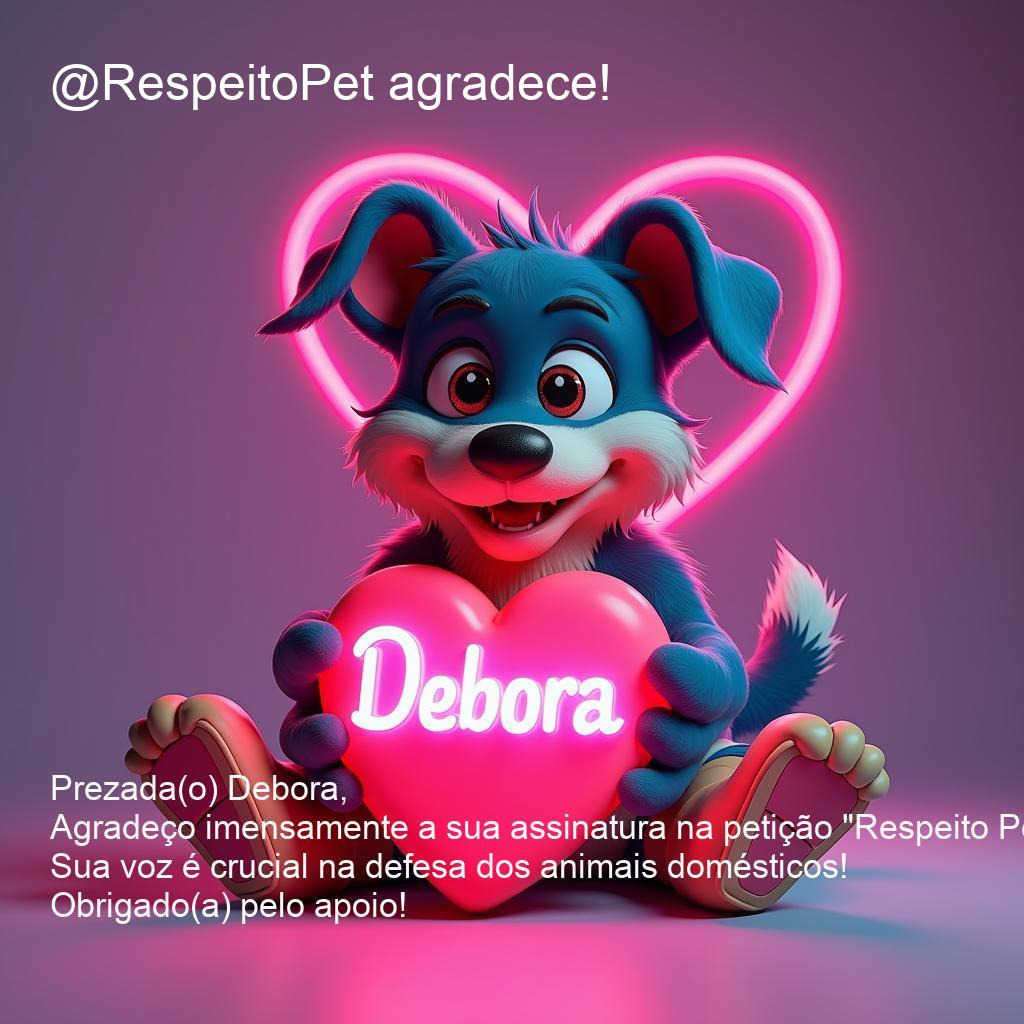 @RespeitoPet agradece!
Debora
Prezada(o) Debora,
Agradeço imensamente a sua assinatura na petição "Respeito
Sua voz é crucial na defesa dos animais domésticos!
Obrigado(a) pelo apoio!